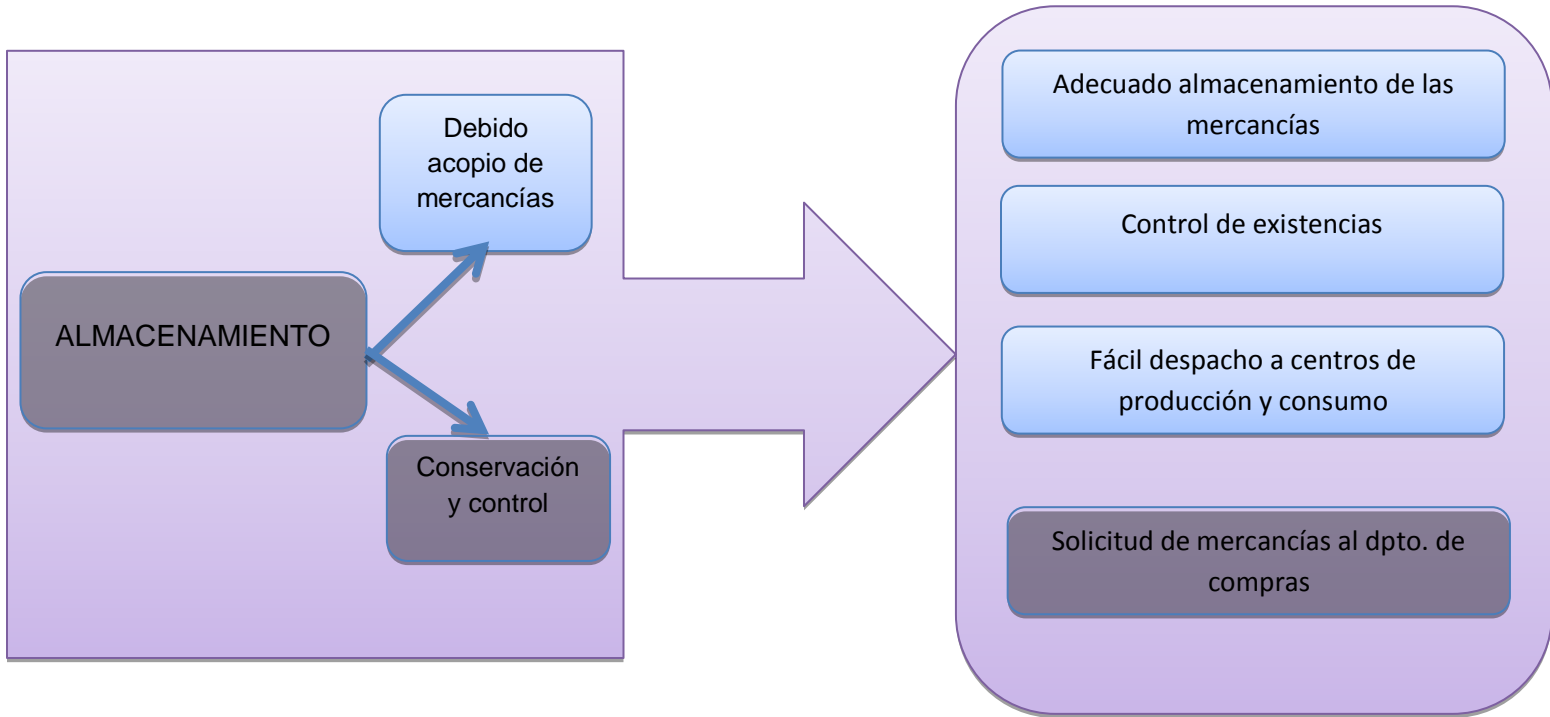 ALMACENAMIENTO
Debido
acopio de
mercancías
Conservación
y control
Adecuado almacenamiento de las
mercancías
Control de existencias
Fácil despacho a centros de
producción y consumo
Solicitud de mercancías al dpto. de
compras